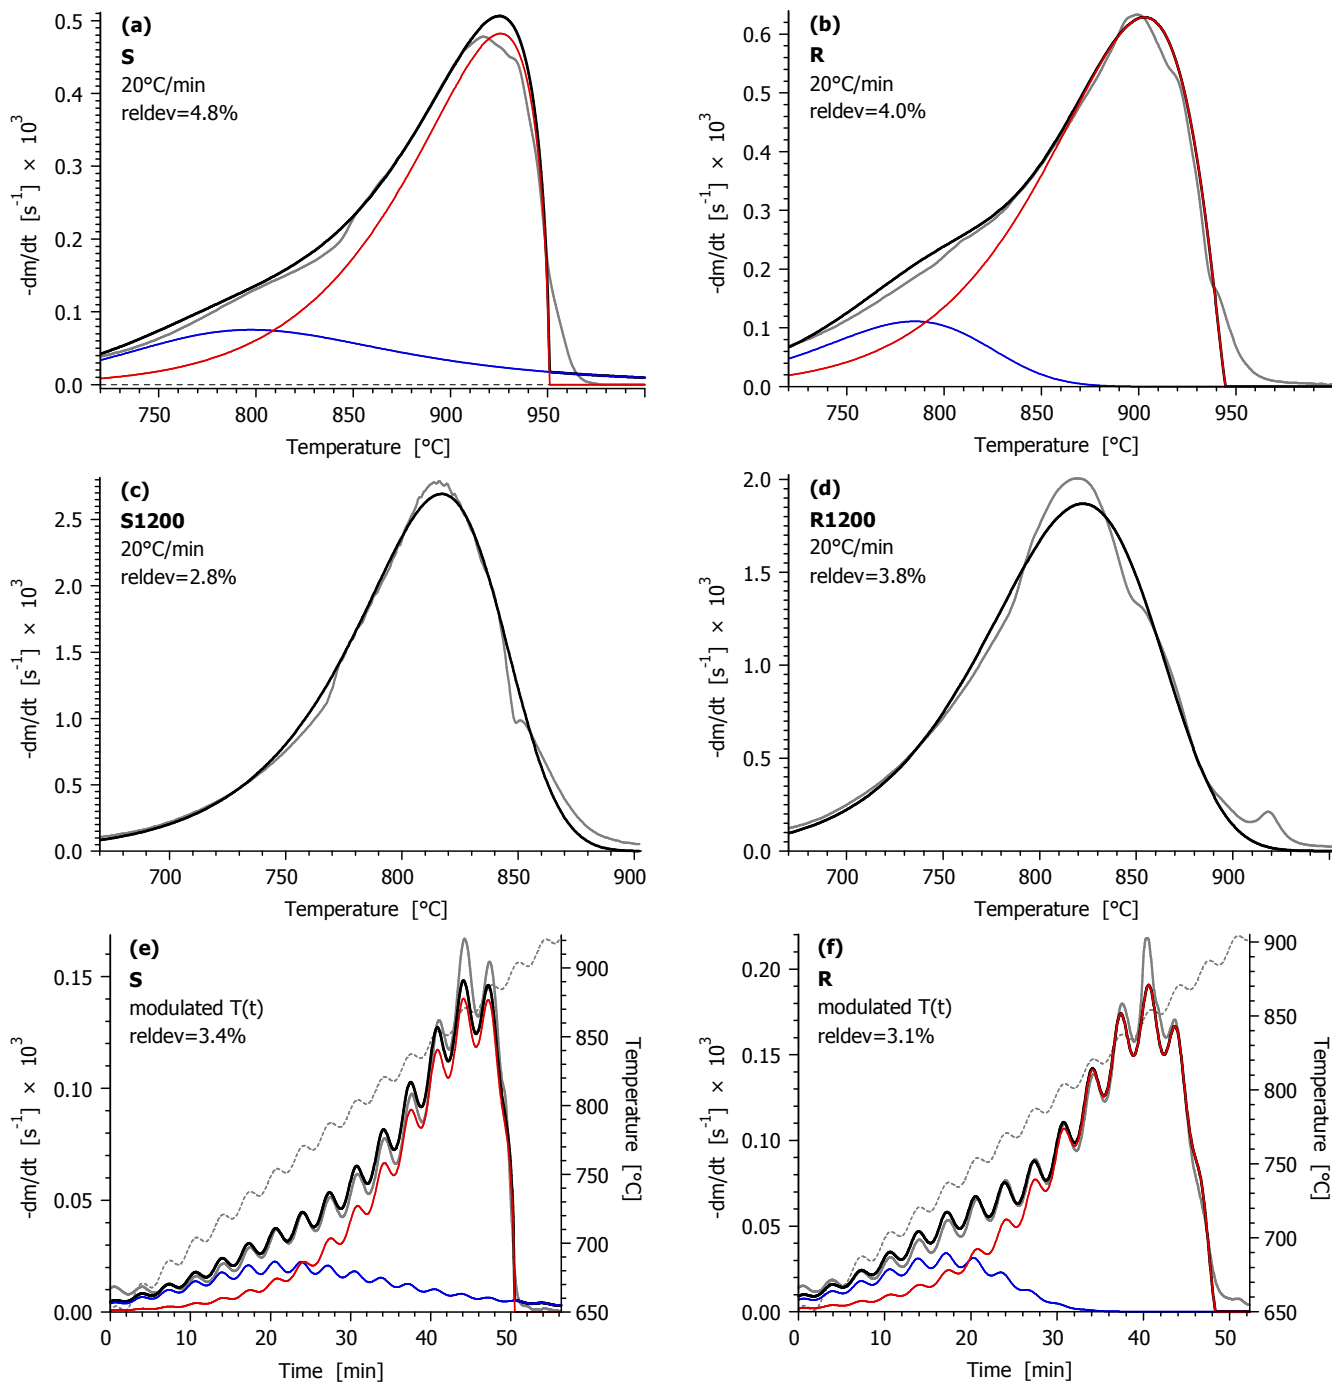 (a)
S
20°C/min
reldev=4.8%
0.5
0.4
0.3
0.2
0.1
0.0
-dm/dt [s⁻¹] × 10³
750 800 850 900 950
Temperature [°C]
(b)
R
20°C/min
reldev=4.0%
0.6
0.5
0.4
0.3
0.2
0.1
0.0
-dm/dt [s⁻¹] × 10³
750 800 850 900 950
Temperature [°C]
(c)
S1200
20°C/min
reldev=2.8%
2.5
2.0
1.5
1.0
0.5
0.0
-dm/dt [s⁻¹] × 10³
700 750 800 850 900
Temperature [°C]
(d)
R1200
20°C/min
reldev=3.8%
2.0
1.5
1.0
0.5
0.0
-dm/dt [s⁻¹] × 10³
700 750 800 850 900
Temperature [°C]
(e)
S
modulated T(t)
reldev=3.4%
0.15
0.10
0.05
0.00
-dm/dt [s⁻¹] × 10³
900
850
800
750
700
650
Temperature [°C]
0 10 20 30 40 50
Time [min]
(f)
R
modulated T(t)
reldev=3.1%
0.20
0.15
0.10
0.05
0.00
-dm/dt [s⁻¹] × 10³
900
850
800
750
700
650
Temperature [°C]
0 10 20 30 40 50
Time [min]